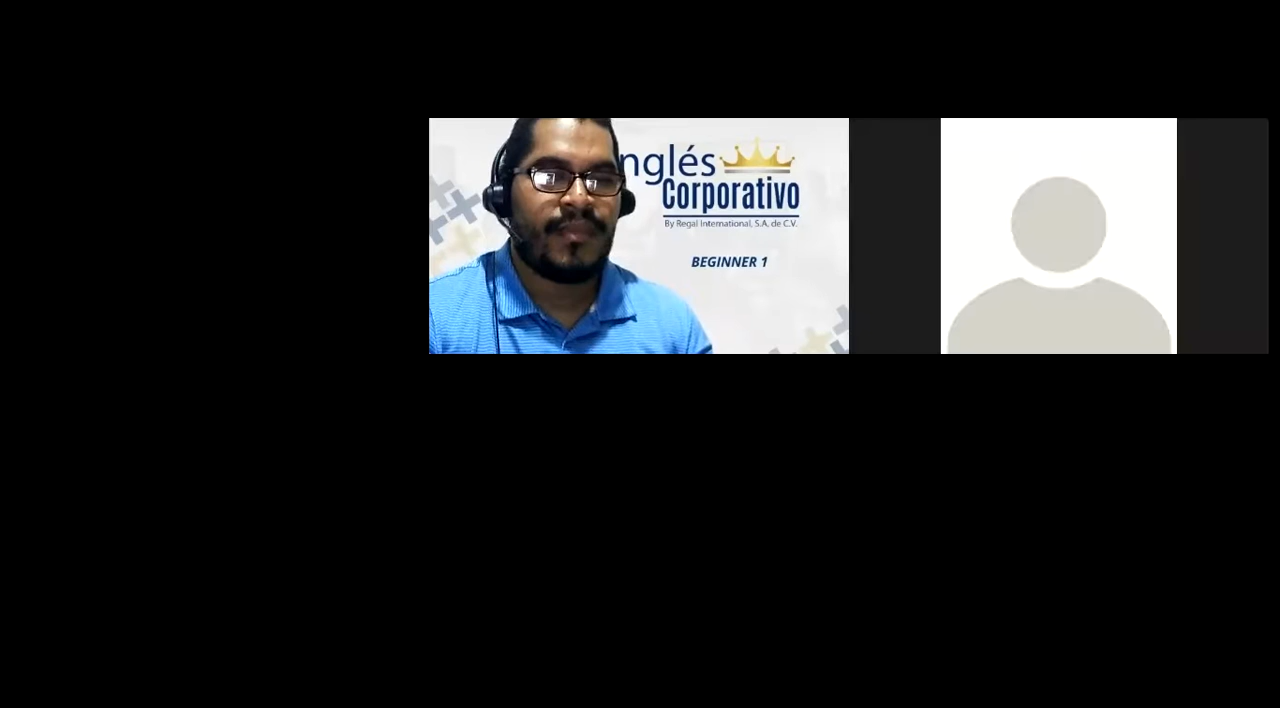 nglés
Corporativo
By Regal International, S.A. de C.V.
BEGINNER 1